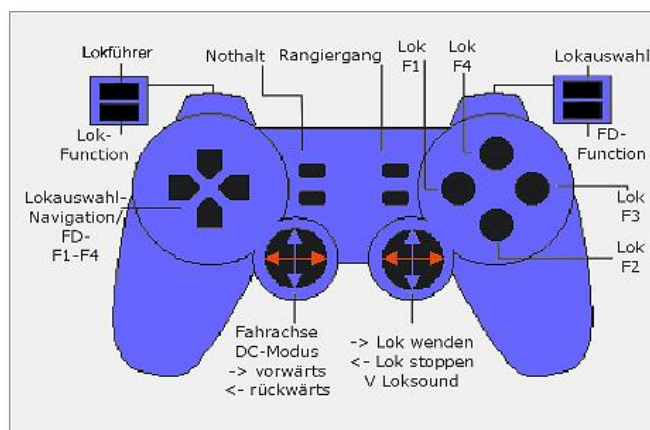 Lokführer
Nothalt
Rangiergang
Lok
F1
Lok
F4
Lokauswahl
Lok-
Function
FD-
Function
Lokauswahl-
Navigation/
FD-
F1-F4
Lok
F3
Lok
F2
Fahrachse
DC-Modus
-> vorwärts
<- rückwärts
-> Lok wenden
<- Lok stoppen
V Loksound